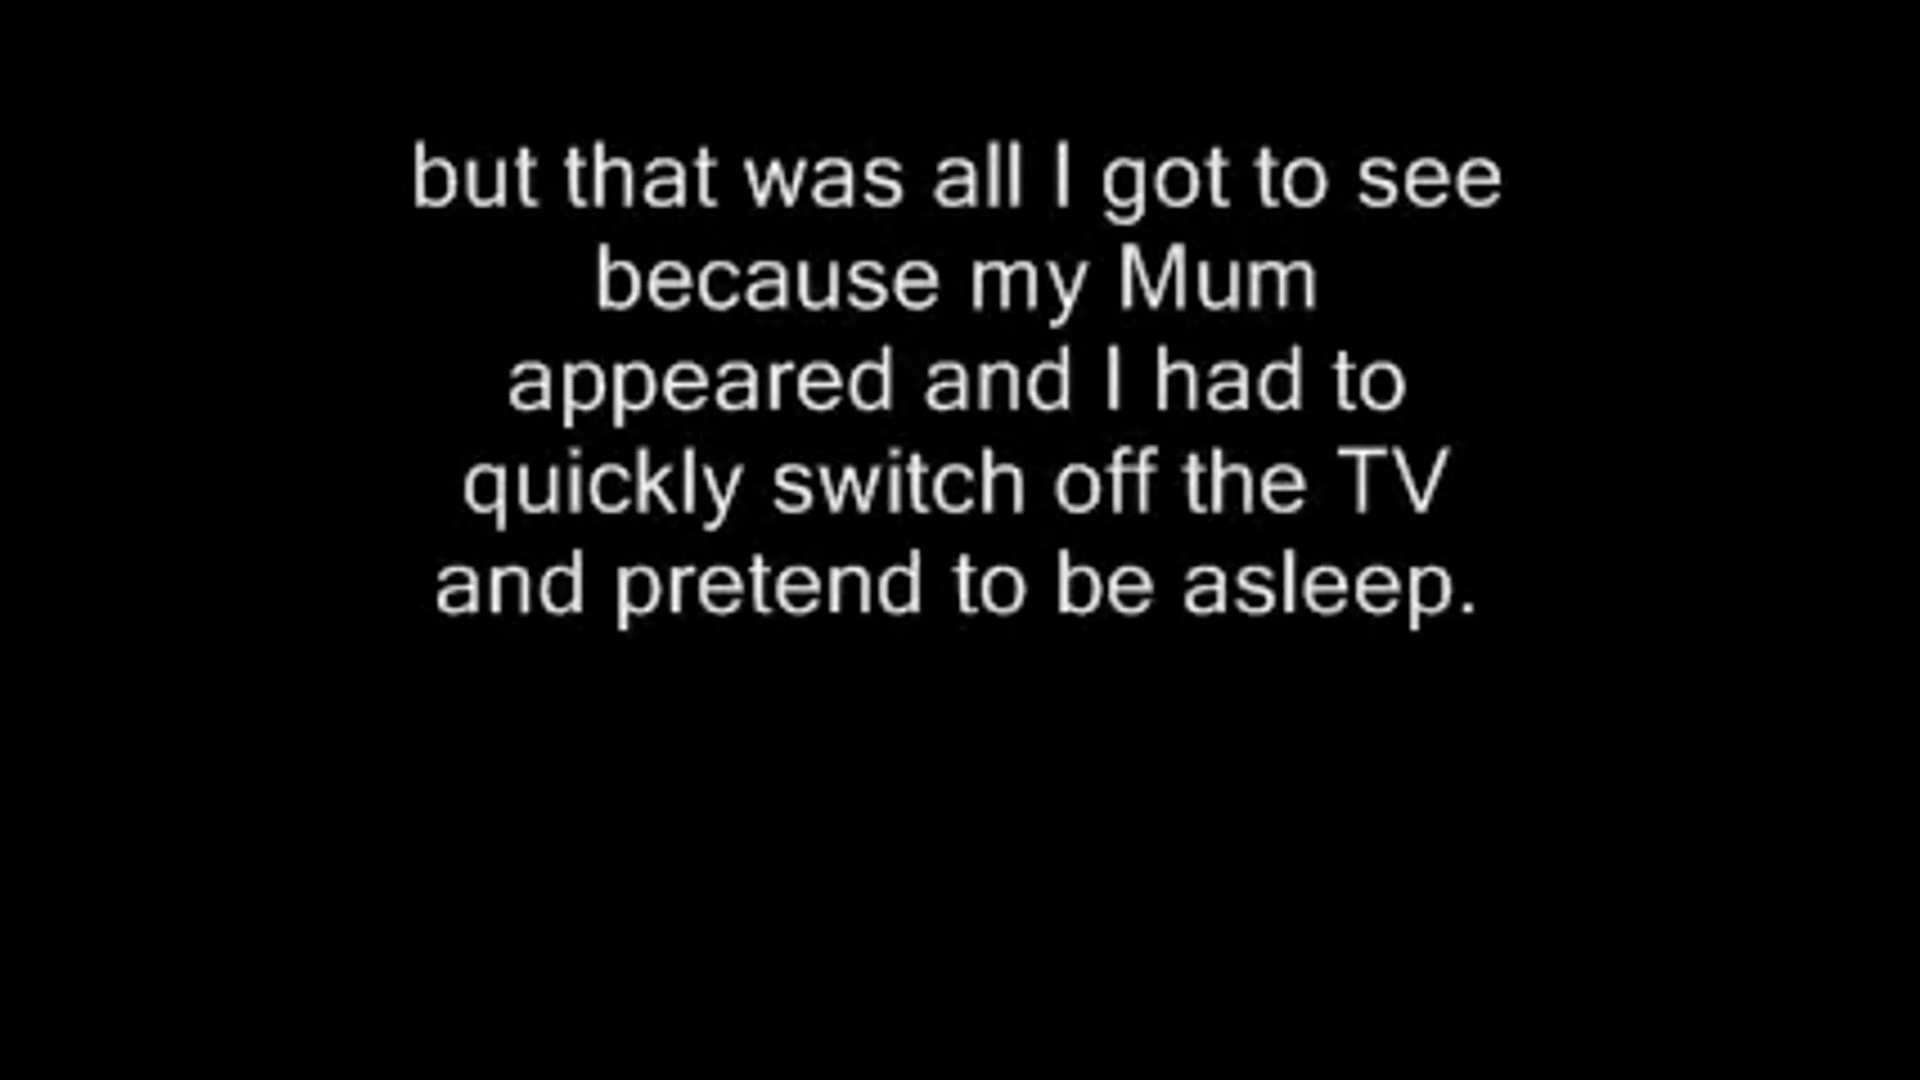 but that was all I got to see
because my Mum
appeared and I had to
quickly switch off the TV
and pretend to be asleep.